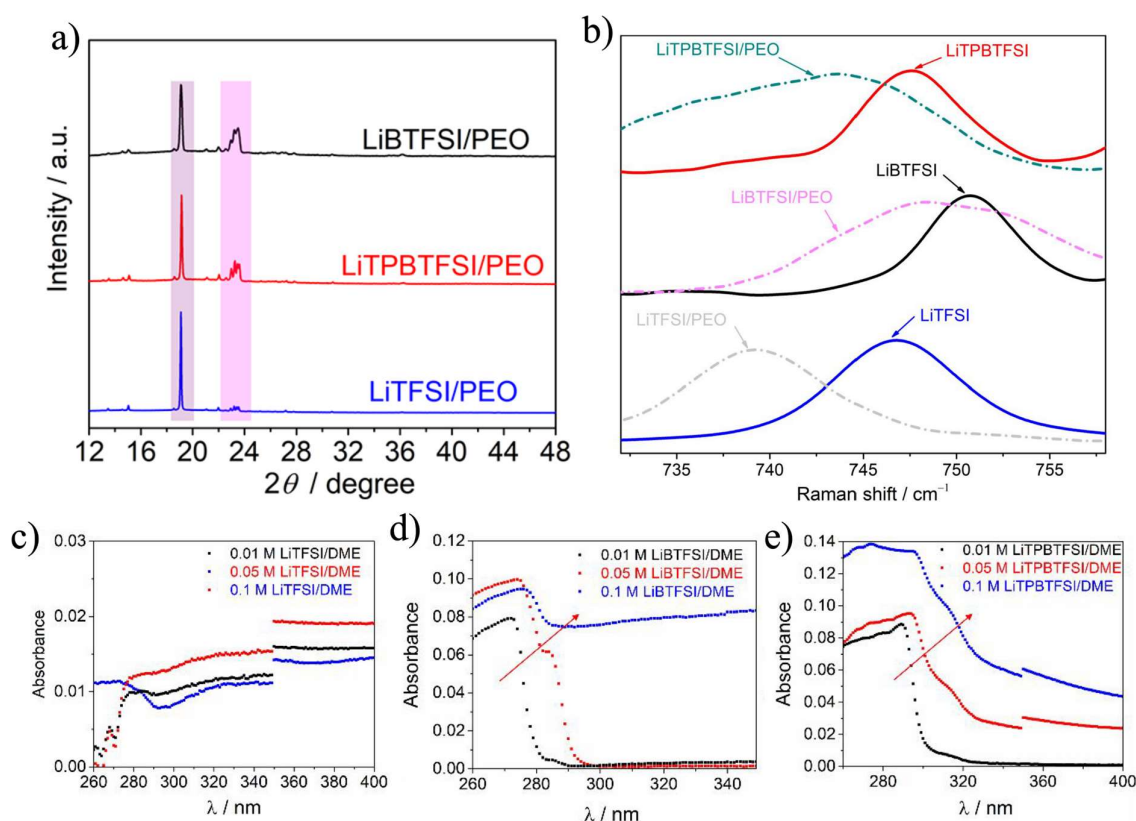 a)
LiBTFSI/PEO
LiTPBTFSI/PEO
LiTFSI/PEO
Intensity / a.u.
12 16 20 24 28 32 36 40 44 48
2θ / degree
b)
LiTPBTFSI/PEO
LiTPBTFSI
LiBTFSI
LiBTFSI/PEO
LiTFSI/PEO
LiTFSI
735 740 745 750 755
Raman shift / cm⁻¹
c)
0.03
0.02
0.01
0.00
Absorbance
0.01 M LiTFSI/DME
0.05 M LiTFSI/DME
0.1 M LiTFSI/DME
260 280 300 320 340 360 380 400
λ / nm
d)
0.12
0.10
0.08
0.06
0.04
0.02
0.00
Absorbance
0.01 M LiBTFSI/DME
0.05 M LiBTFSI/DME
0.1 M LiBTFSI/DME
260 280 300 320 340
λ / nm
e)
0.14
0.12
0.10
0.08
0.06
0.04
0.02
0.00
Absorbance
0.01 M LiTPBTFSI/DME
0.05 M LiTPBTFSI/DME
0.1 M LiTPBTFSI/DME
280 320 360 400
λ / nm